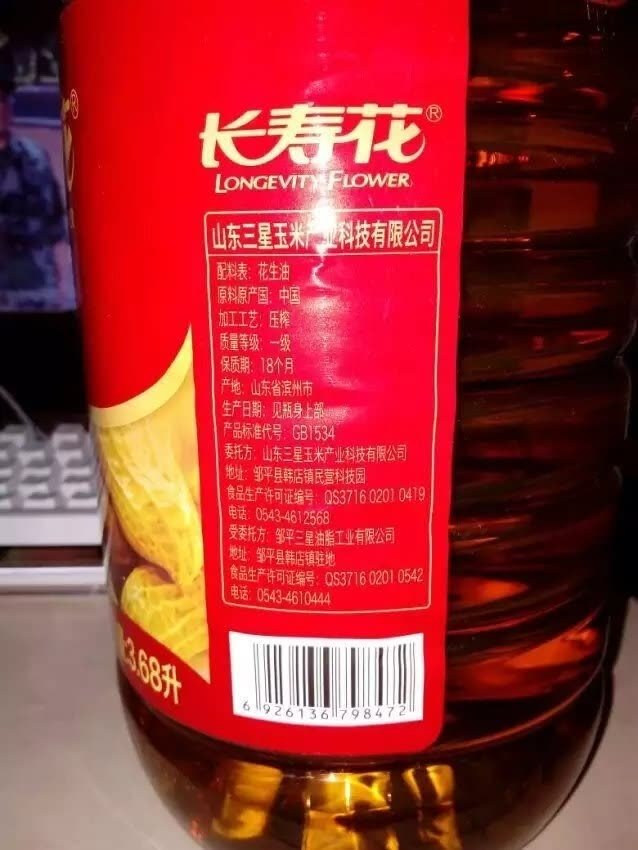 长寿花®
LONGEVITY FLOWER
山东三星玉米产业科技有限公司
配料表：花生油
原料原产国：中国
加工工艺：压榨
质量等级：一级
保质期：18个月
产地：山东省滨州市
生产日期：见瓶身上部
产品标准代号：GB1534
委托方：山东三星玉米产业科技有限公司
地址：邹平县韩店镇民营科技园
食品生产许可证编号：QS3716 0201 0419
电话：0543-4612568
受委托方：邹平三星油脂工业有限公司
地址：邹平县韩店镇驻地
食品生产许可证编号：QS3716 0201 0542
电话：0543-4610444
3.68升
6 926136 798472